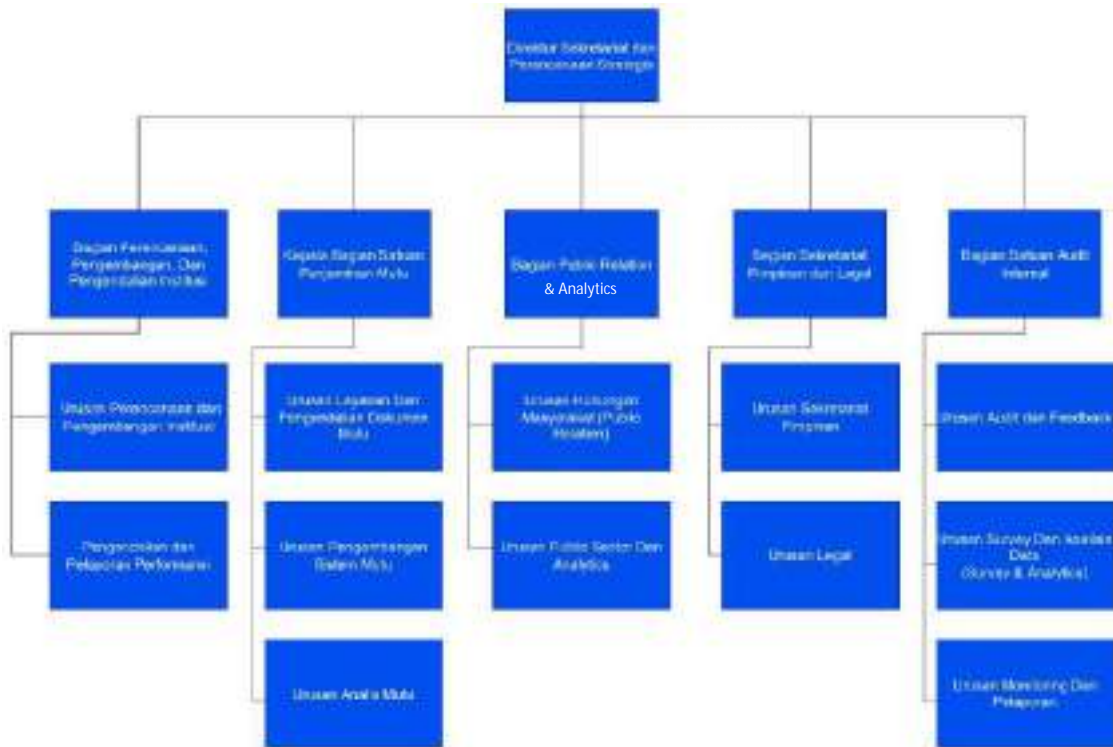 Direktur Sekretariat dan
Perencanaan Strategis
Bagian Perencanaan,
Pengembangan, Dan
Pengendalian Institusi
Kepala Bagian Satuan
Penjaminan Mutu
Bagian Public Relation
& Analytics
Bagian Sekretariat
Pimpinan dan Legal
Bagian Satuan Audit
Internal
Urusan Perencanaan dan
Pengembangan Institusi
Urusan Layanan Dan
Pengendalian Dokumen
Mutu
Urusan Hubungan
Masyarakat (Public
Relation)
Urusan Sekretariat
Pimpinan
Urusan Audit dan Feedback
Pengendalian dan
Pelaporan Performansi
Urusan Pengembangan
Sistem Mutu
Urusan Public Sector Dan
Analytics
Urusan Legal
Urusan Survey Dan
Data
(Survey & Analytics)
Urusan Analis Mutu
Urusan Monitoring Dan
Pelaporan